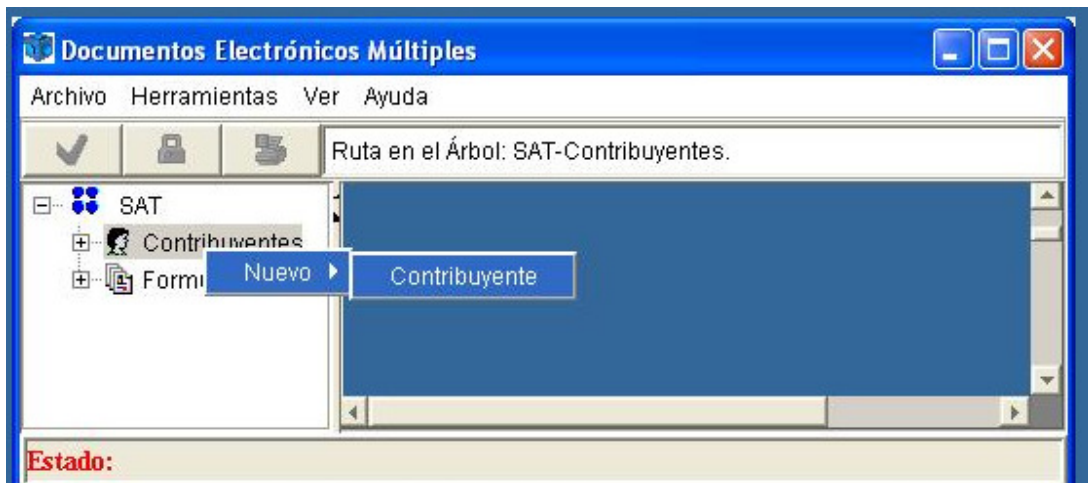 Documentos Electrónicos Múltiples
Archivo Herramientas Ver Ayuda
Ruta en el Árbol: SAT-Contribuyentes.
SAT
Contribuyentes
Nuevo Contribuyente
Estado: